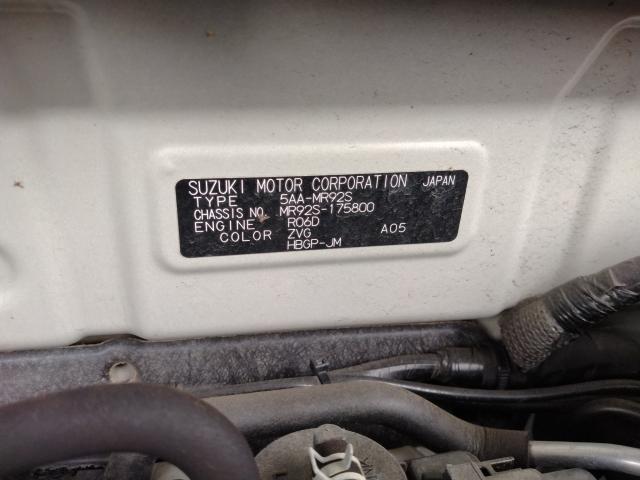 SUZUKI MOTOR CORPORATION JAPAN
TYPE 5AA-MR92S
CHASSIS NO. MR92S-175800
ENGINE R06D
COLOR ZVG A05
HBGP-JM